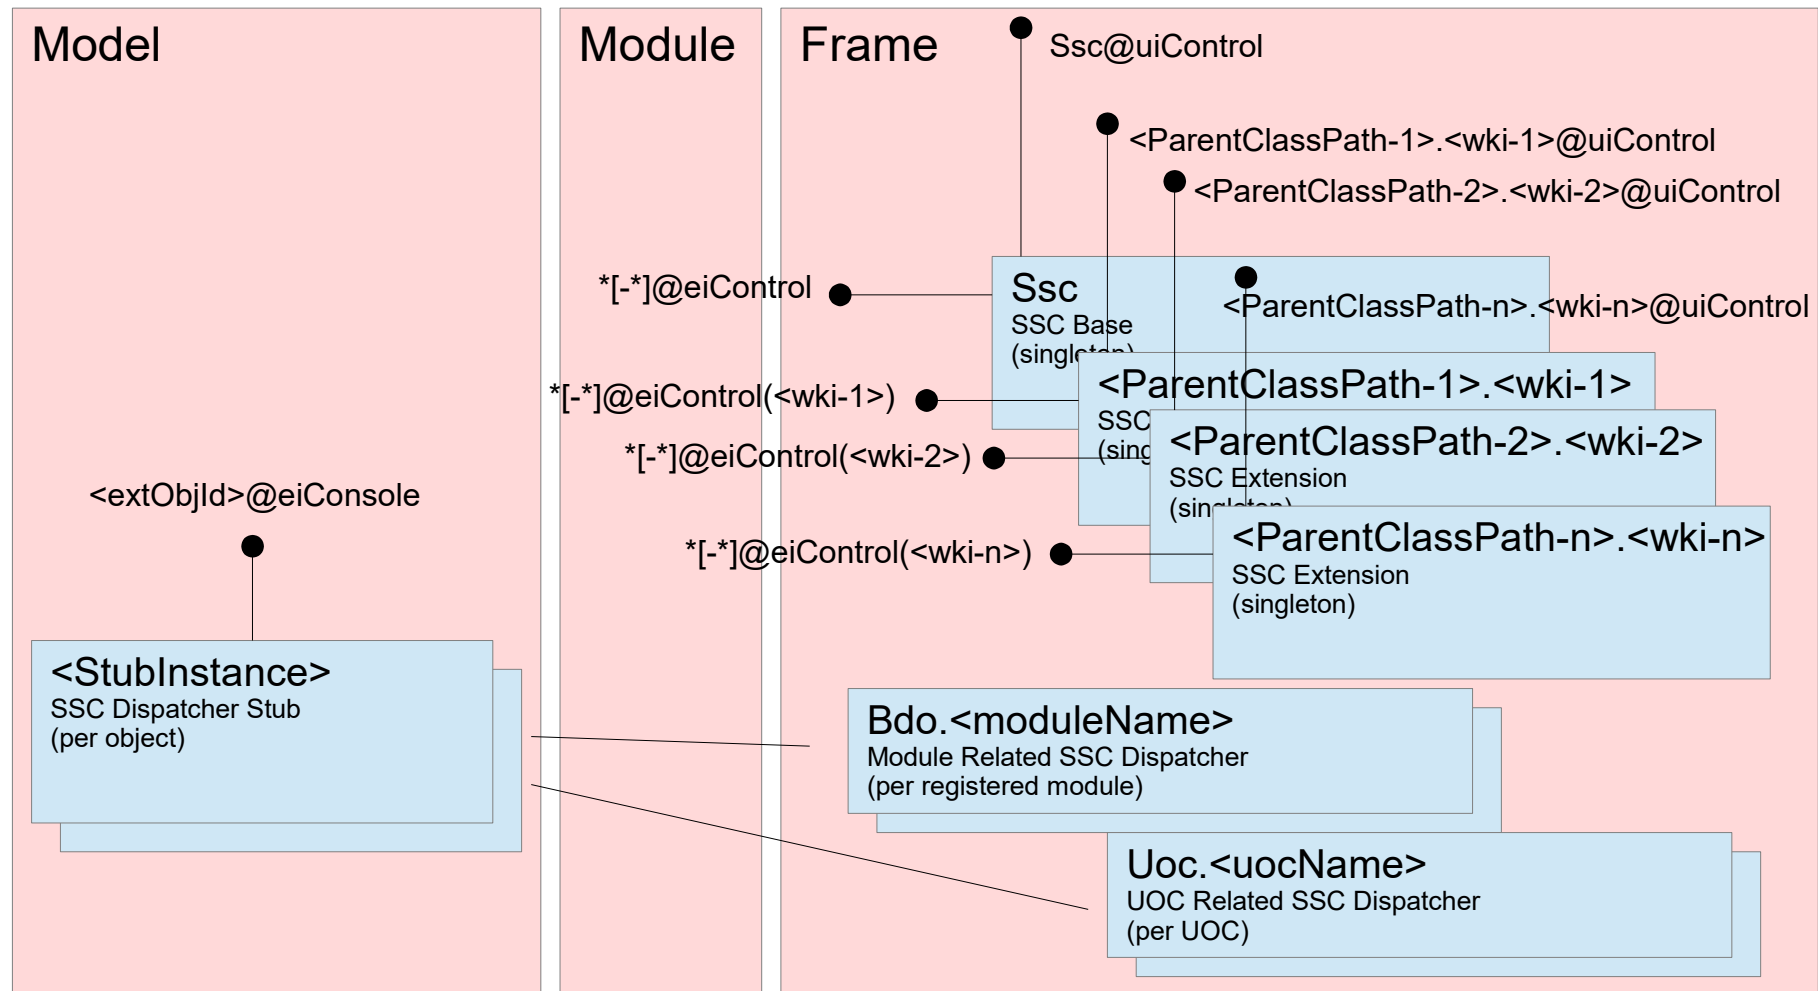 Model
Module
Frame
Ssc@uiControl
<ParentClassPath-1>.<wki-1>@uiControl
<ParentClassPath-2>.<wki-2>@uiControl
*[-*]@eiControl
Ssc
SSC Base
(singleton)
<ParentClassPath-n>.<wki-n>@uiControl
*[-*]@eiControl(<wki-1>)
<ParentClassPath-1>.<wki-1>
SSC
(sing
*[-*]@eiControl(<wki-2>)
<ParentClassPath-2>.<wki-2>
SSC Extension
(singleton)
<extObjId>@eiConsole
*[-*]@eiControl(<wki-n>)
<ParentClassPath-n>.<wki-n>
SSC Extension
(singleton)
<StubInstance>
SSC Dispatcher Stub
(per object)
Bdo.<moduleName>
Module Related SSC Dispatcher
(per registered module)
Uoc.<uocName>
UOC Related SSC Dispatcher
(per UOC)